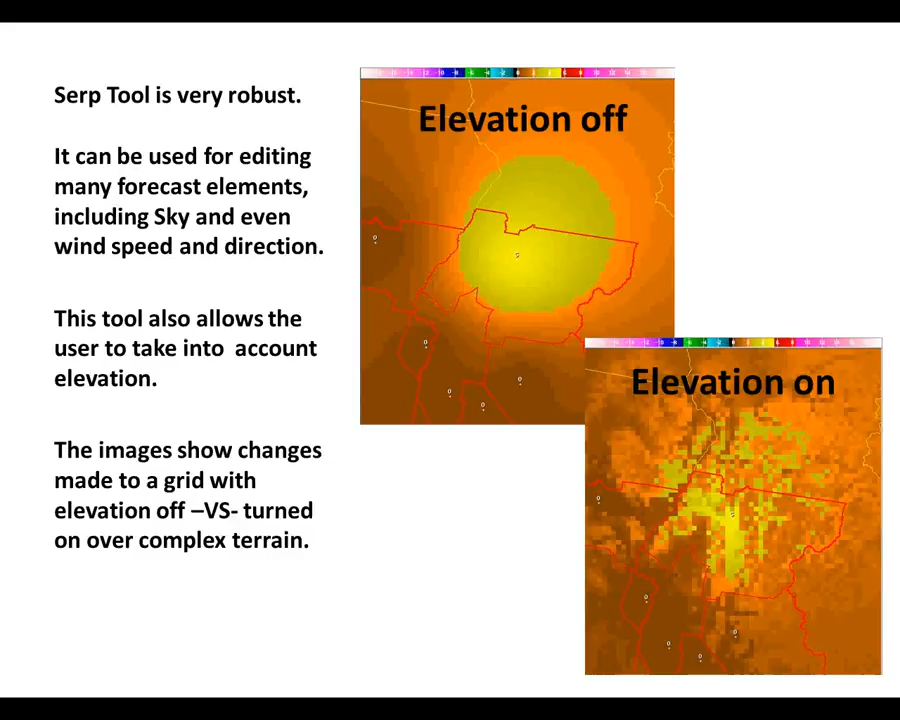 Serp Tool is very robust.
It can be used for editing
many forecast elements,
including Sky and even
wind speed and direction.
This tool also allows the
user to take into account
elevation.
The images show changes
made to a grid with
elevation off –VS- turned
on over complex terrain.
Elevation off
Elevation on